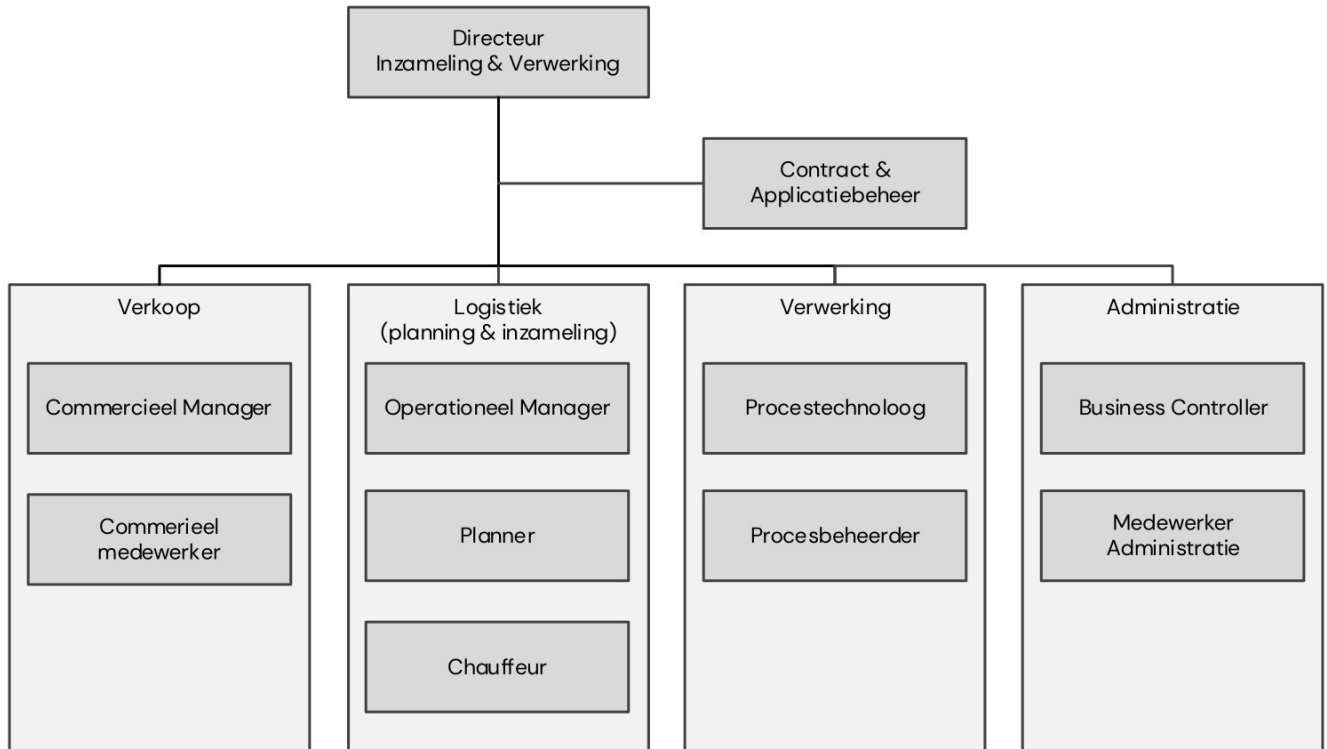 Directeur
Inzameling & Verwerking
Contract &
Applicatiebeheer
Verkoop
Commercieel Manager
Commerieel
medewerker
Logistiek
(planning & inzameling)
Operationeel Manager
Planner
Chauffeur
Verwerking
Procestechnoloog
Procesbeheerder
Administratie
Business Controller
Medewerker
Administratie